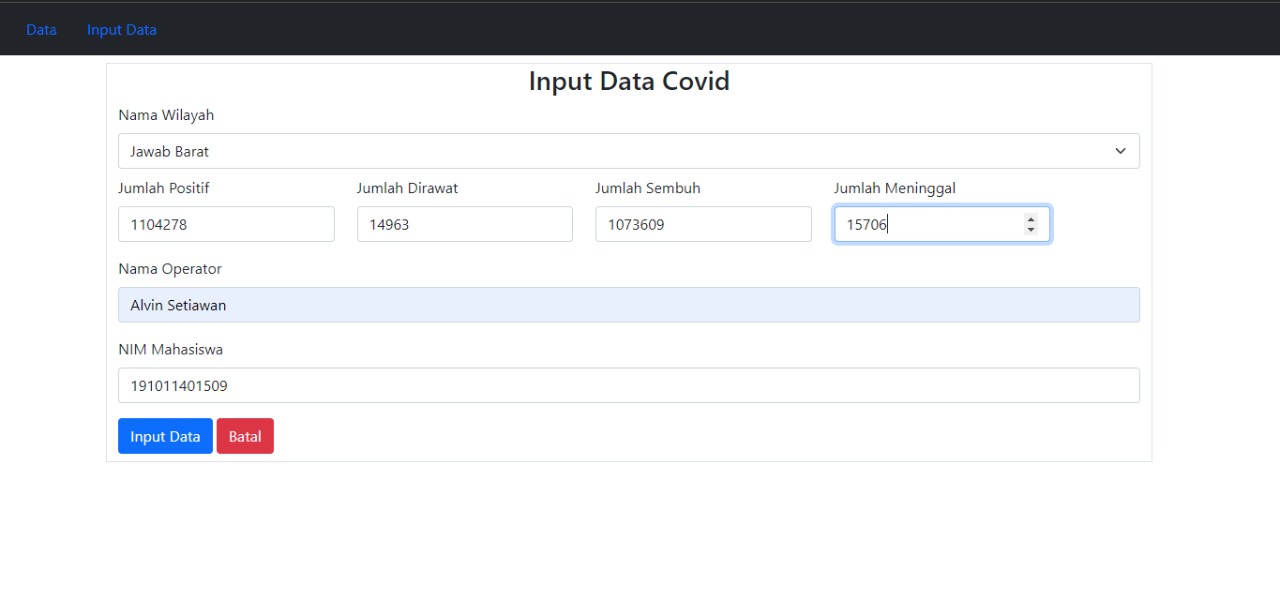 Data Input Data
Input Data Covid
Nama Wilayah
Jawab Barat
Jumlah Positif Jumlah Dirawat Jumlah Sembuh Jumlah Meninggal
1104278 14963 1073609 15706
Nama Operator
Alvin Setiawan
NIM Mahasiswa
191011401509
Input Data Batal